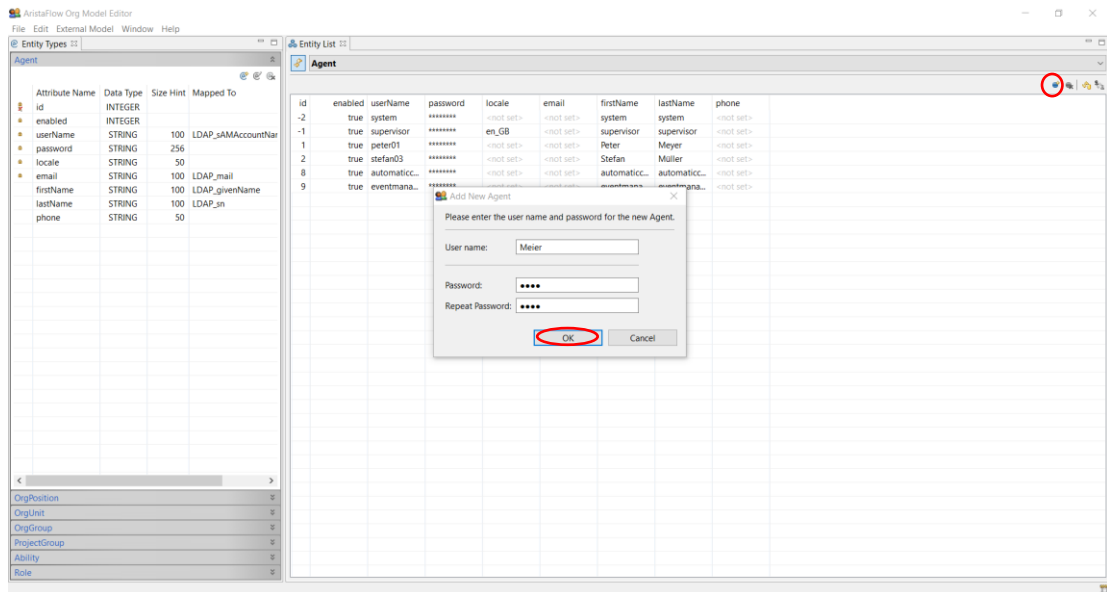 AristaFlow Org Model Editor
File Edit External Model Window Help
Entity Types
Agent
Attribute Name Data Type Size Hint Mapped To
id INTEGER
enabled INTEGER
userName STRING 100 LDAP_sAMAccountNar
password STRING 256
locale STRING 50
email STRING 100 LDAP_mail
firstName STRING 100 LDAP_givenName
lastName STRING 100 LDAP_sn
phone STRING 50
OrgPosition
OrgUnit
OrgGroup
ProjectGroup
Ability
Role
Entity List
Agent
id enabled userName password locale email firstName lastName phone
-2 true system ******** <not set> <not set> system system <not set>
-1 true supervisor ******** en_GB <not set> supervisor supervisor <not set>
1 true peter01 ******** <not set> <not set> Peter Meyer <not set>
2 true stefan03 ******** <not set> <not set> Stefan Müller <not set>
8 true automaticc... ******** <not set> <not set> automaticc... automaticc... <not set>
9 true eventmana... ******** <not set> <not set> eventmana... eventmana... <not set>
Add New Agent
Please enter the user name and password for the new Agent.
User name: Meier
Password: ●●●●
Repeat Password: ●●●●
OK Cancel